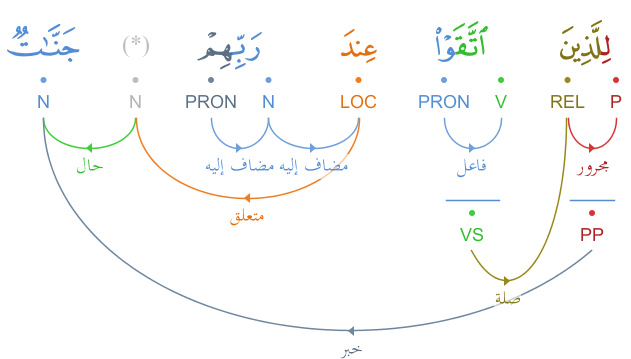 لِلَّذِينَ ٱتَّقَوْا۟ عِندَ رَبِّهِمْ (*) جَنَّـٰتٌ
P REL V PRON LOC N PRON N N
مجرور فاعل مضاف إليه مضاف إليه حال
متعلق
PP VS
صلة
خبر